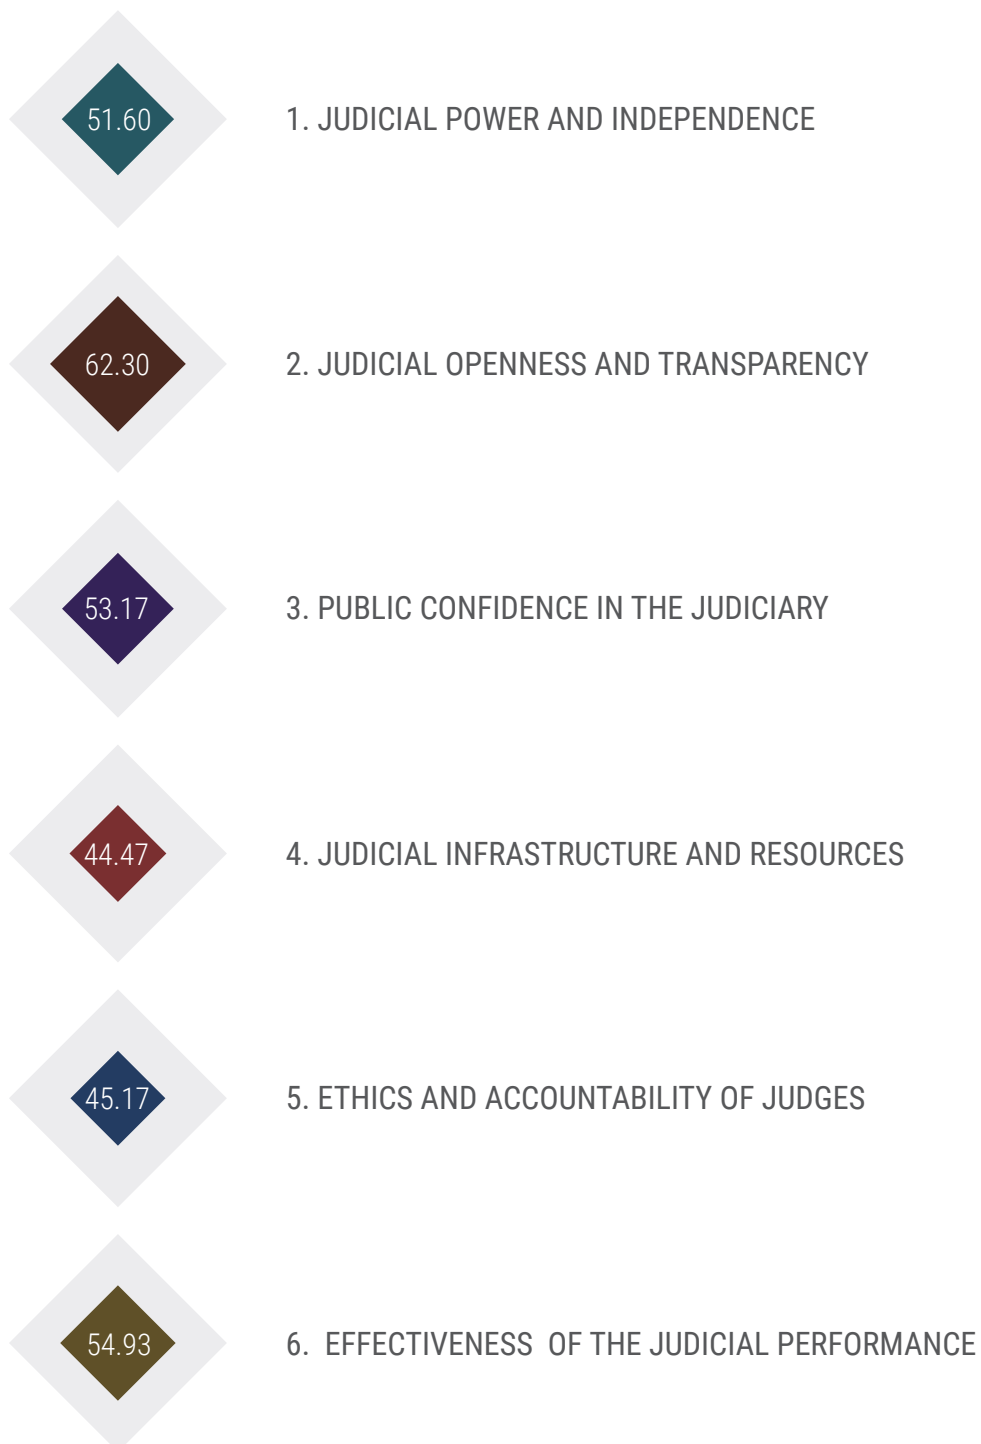 51.60 1. JUDICIAL POWER AND INDEPENDENCE
62.30 2. JUDICIAL OPENNESS AND TRANSPARENCY
53.17 3. PUBLIC CONFIDENCE IN THE JUDICIARY
44.47 4. JUDICIAL INFRASTRUCTURE AND RESOURCES
45.17 5. ETHICS AND ACCOUNTABILITY OF JUDGES
54.93 6. EFFECTIVENESS OF THE JUDICIAL PERFORMANCE